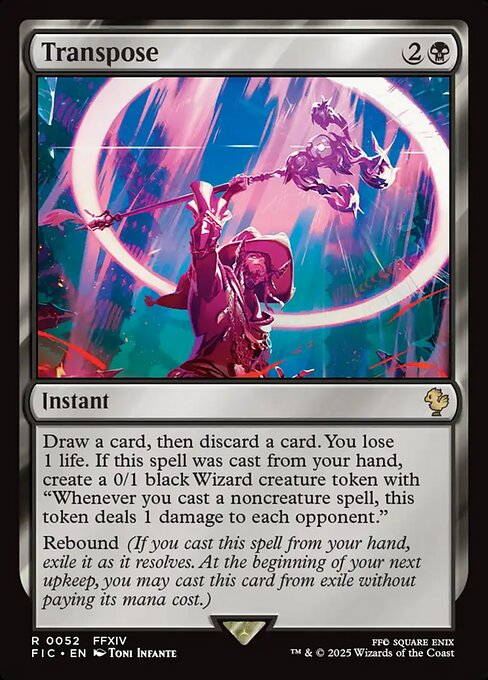 Transpose 2
Instant
Draw a card, then discard a card. You lose
1 life. If this spell was cast from your hand,
create a 0/1 black Wizard creature token with
“Whenever you cast a noncreature spell, this
token deals 1 damage to each opponent.”
Rebound (If you cast this spell from your hand,
exile it as it resolves. At the beginning of your next
upkeep, you may cast this card from exile without
paying its mana cost.)
R 0052 FFXIV
FIC • EN Toni Infante
FF© SQUARE ENIX
™ & © 2025 Wizards of the Coast